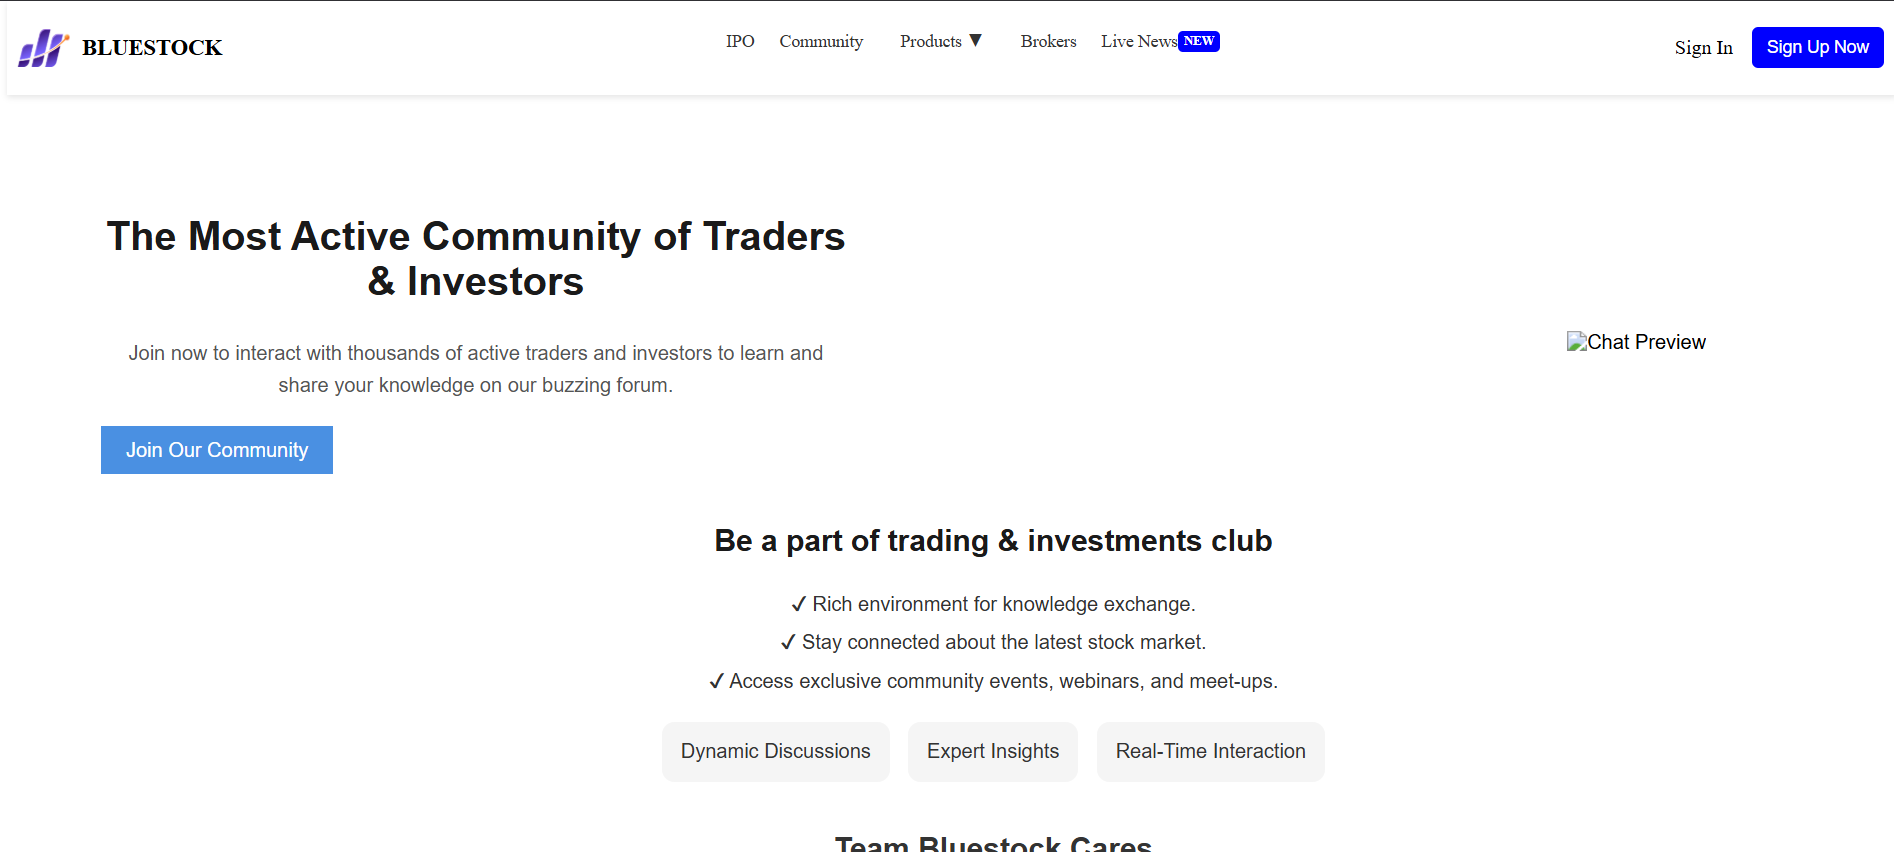 BLUESTOCK
IPO Community Products ▼ Brokers Live News NEW
Sign In Sign Up Now
The Most Active Community of Traders
& Investors
Join now to interact with thousands of active traders and investors to learn and
share your knowledge on our buzzing forum.
Chat Preview
Join Our Community
Be a part of trading & investments club
✓ Rich environment for knowledge exchange.
✓ Stay connected about the latest stock market.
✓ Access exclusive community events, webinars, and meet-ups.
Dynamic Discussions Expert Insights Real-Time Interaction
Team Bluestock Cares